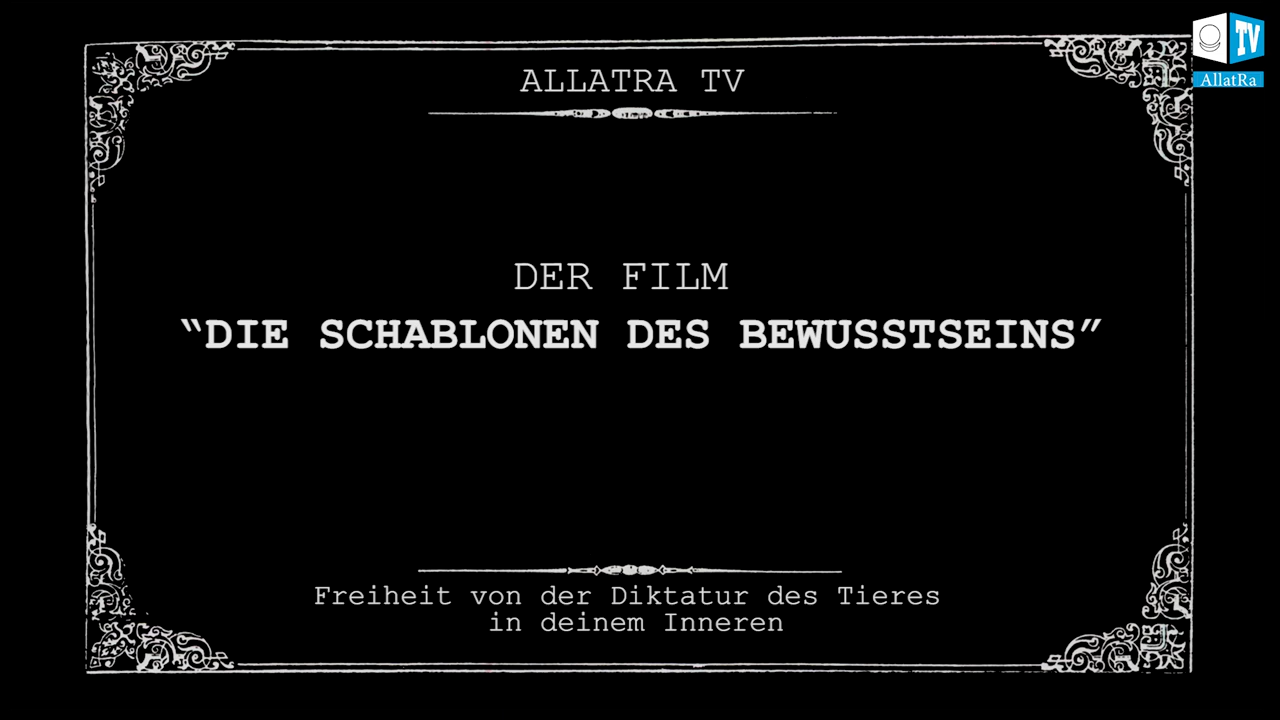 TV
AllatRa
ALLATRA TV
DER FILM
“DIE SCHABLONEN DES BEWUSSTSEINS”
Freiheit von der Diktatur des Tieres
in deinem Inneren